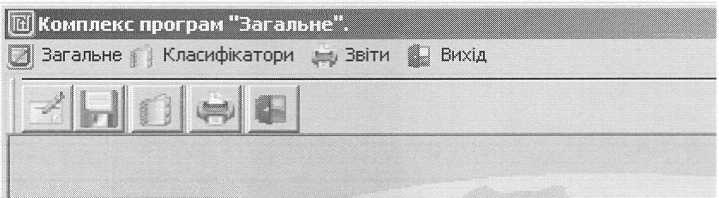 Комплекс програм "Загальне".
Загальне Класифікатори Звіти Вихід